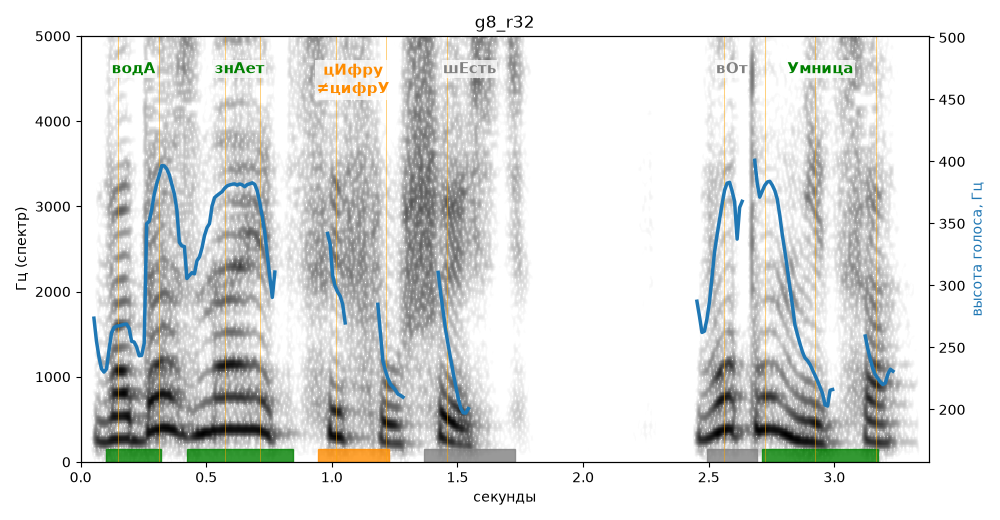 g8_r32
водА
знАет
цИфру
≠цифрУ
шЕсть
вОт
Умница
5000
4000
3000
2000
1000
0
Гц (спектр)
500
450
400
350
300
250
200
высота голоса, Гц
0.0
0.5
1.0
1.5
2.0
2.5
3.0
секунды